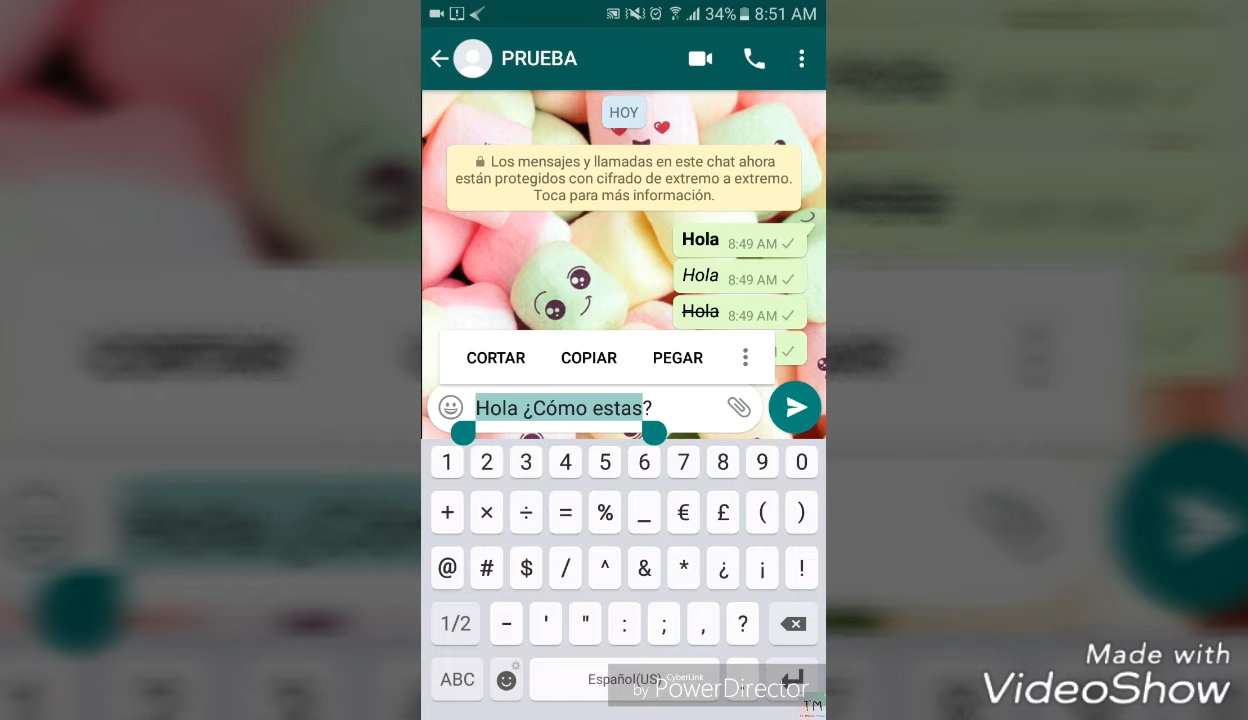 34% 8:51 AM
PRUEBA
HOY
Los mensajes y llamadas en este chat ahora
están protegidos con cifrado de extremo a extremo.
Toca para más información.
Hola 8:49 AM
Hola 8:49 AM
Hola 8:49 AM
CORTAR COPIAR PEGAR
Hola ¿Cómo estas?
1 2 3 4 5 6 7 8 9 0
+ × ÷ = % _ € £ ( )
@ # $ / ^ & * ¿ ¡ !
1/2 - ' " : ; , ?
ABC Español(US) .
CyberLink
by PowerDirector
Made with
VideoShow